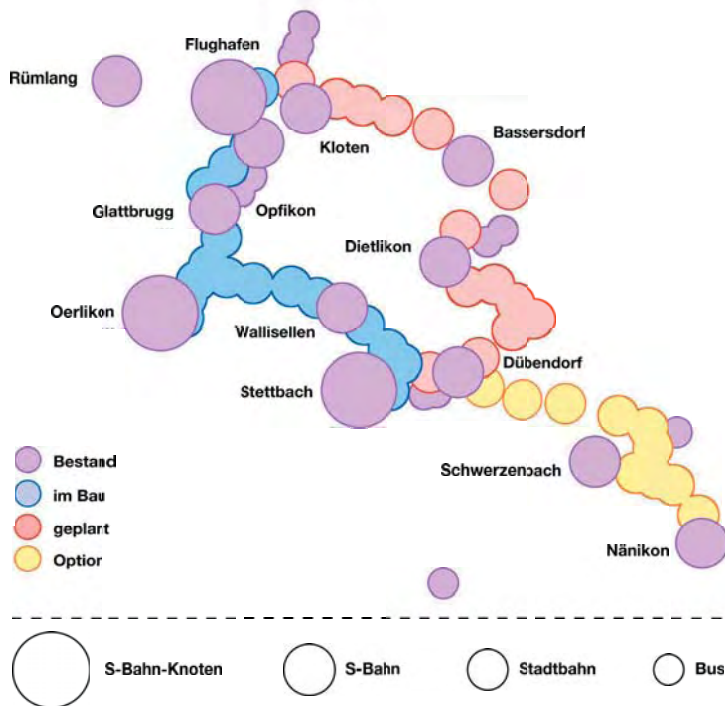 Flughafen
Rümlang
Bassersdorf
Kloten
Glattbrugg
Opfikon
Dietlikon
Oerlikon
Wallisellen
Dübendorf
Stettbach
Bestand
Schwerzenbach
im Bau
geplart
Optior
Nänikon
S-Bahn-Knoten
S-Bahn
Stadtbahn
Bus